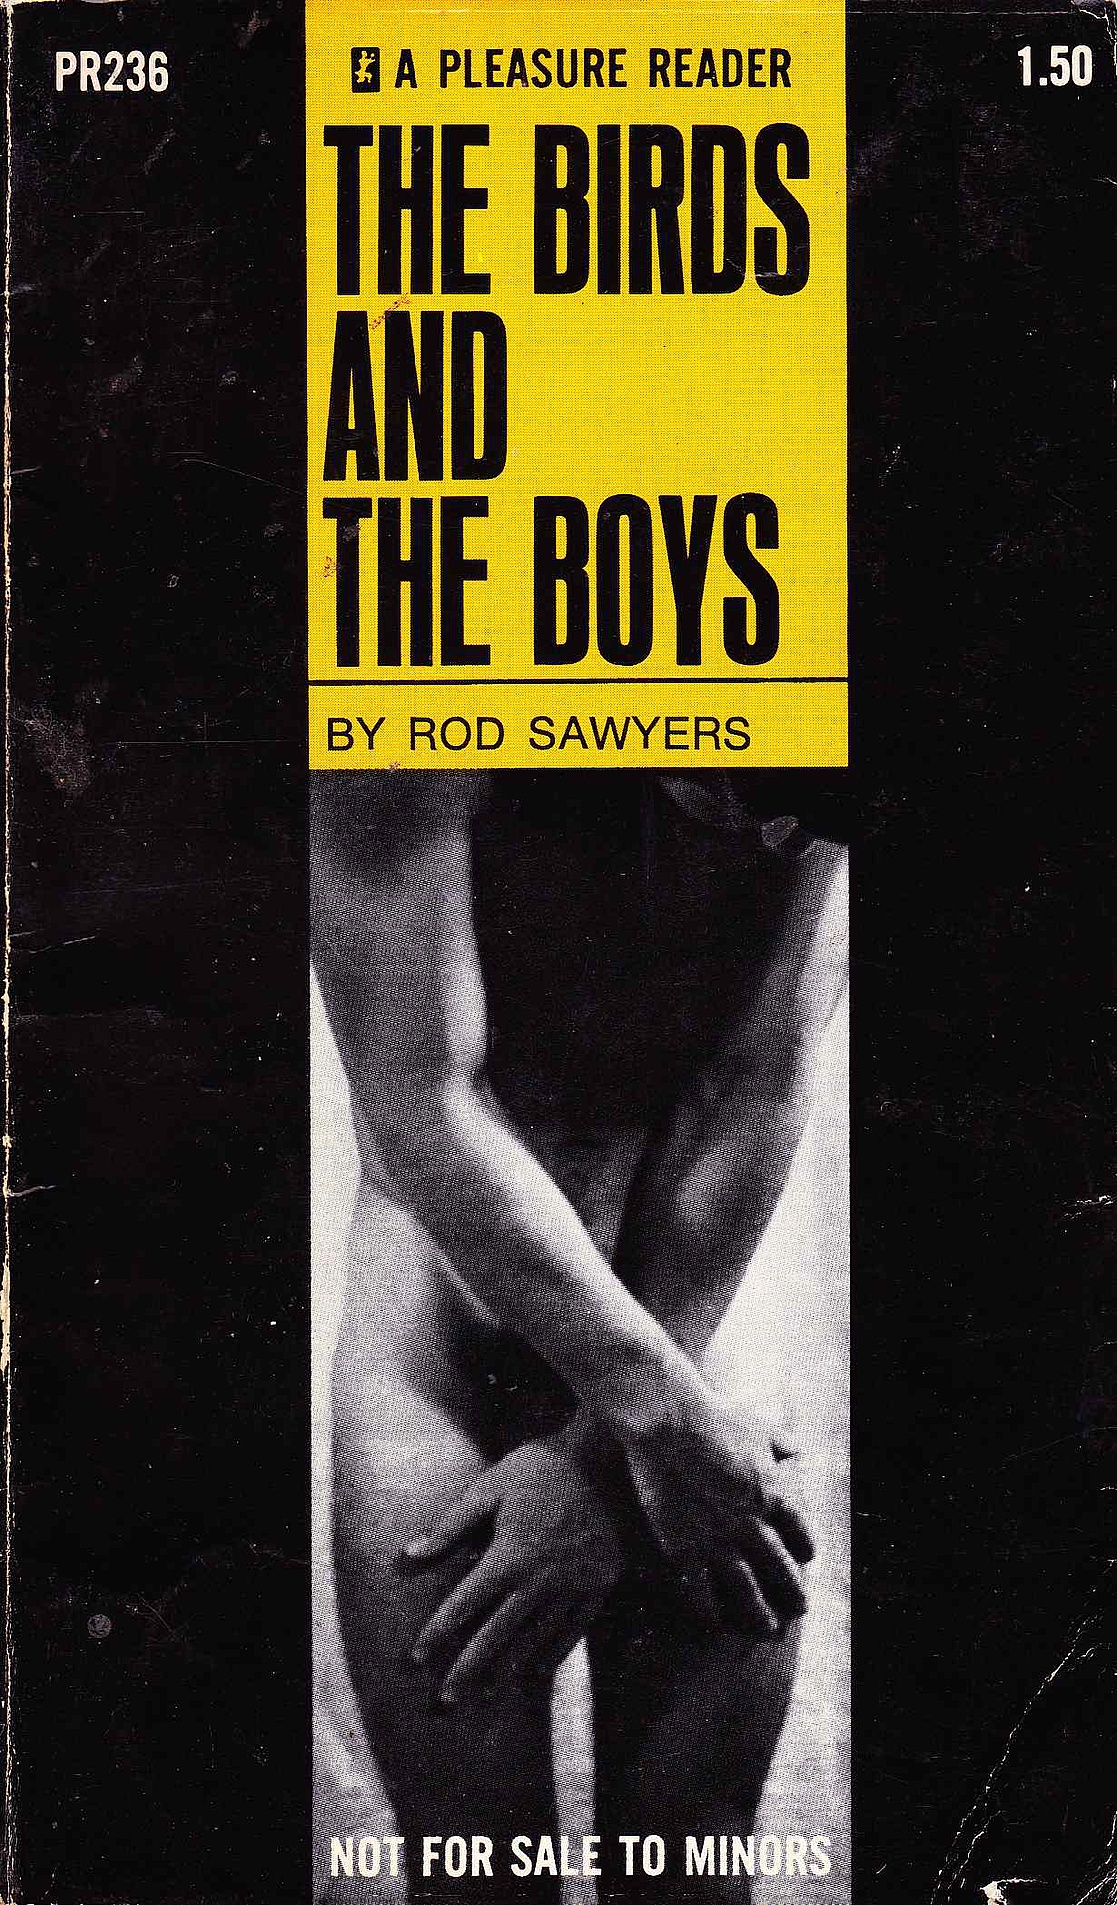 PR236
A PLEASURE READER
1.50
THE BIRDS
AND
THE BOYS
BY ROD SAWYERS
NOT FOR SALE TO MINORS